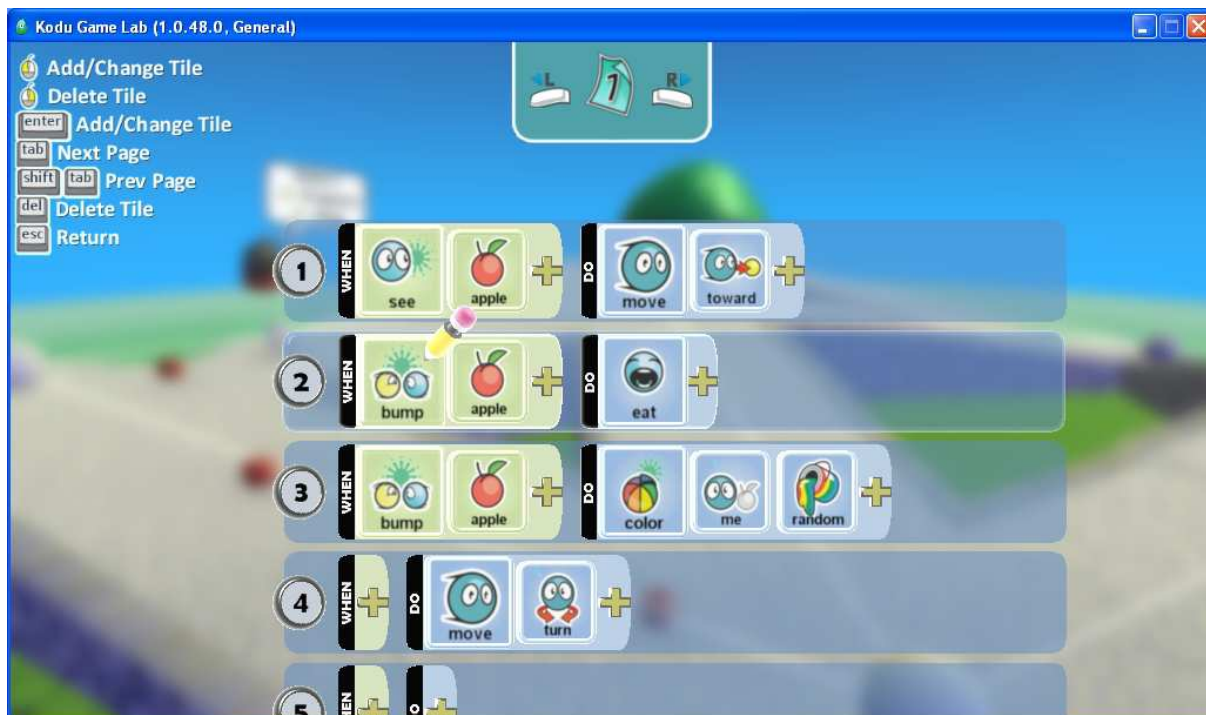 Kodu Game Lab (1.0.48.0, General)
Add/Change Tile
Delete Tile
enter Add/Change Tile
tab Next Page
shift tab Prev Page
del Delete Tile
esc Return
L 1 R
1 WHEN see apple DO move toward
2 WHEN bump apple DO eat
3 WHEN bump apple DO color me random
4 WHEN DO move turn
5 WHEN DO